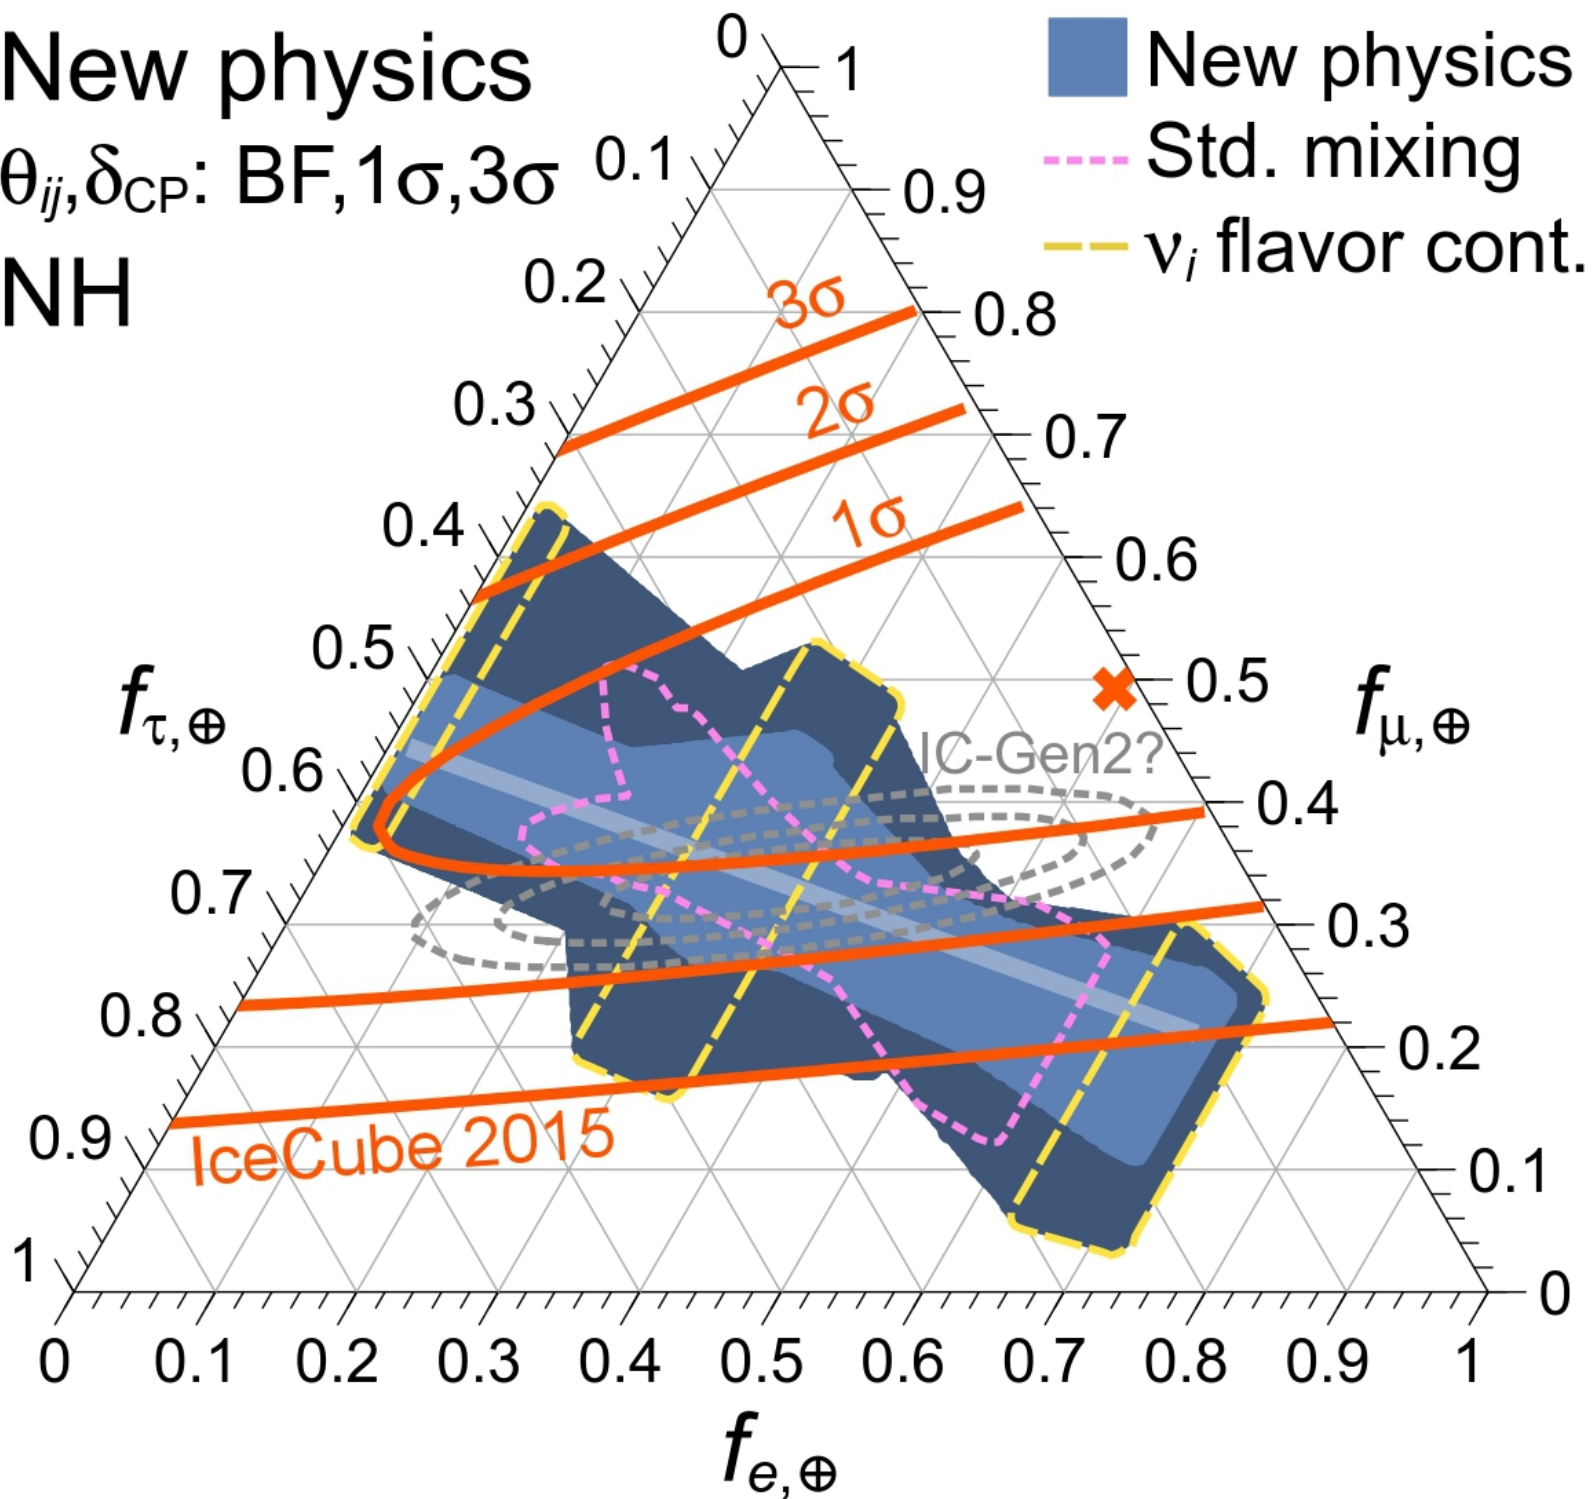 New physics
θij,δCP: BF,1σ,3σ
NH
New physics
Std. mixing
νi flavor cont.
0
0.1
0.2
0.3
0.4
0.5
0.6
0.7
0.8
0.9
1
fτ,⊕
1
0.9
0.8
0.7
0.6
0.5
0.4
0.3
0.2
0.1
0
fμ,⊕
3σ
2σ
1σ
IC-Gen2?
IceCube 2015
0 0.1 0.2 0.3 0.4 0.5 0.6 0.7 0.8 0.9 1
fe,⊕